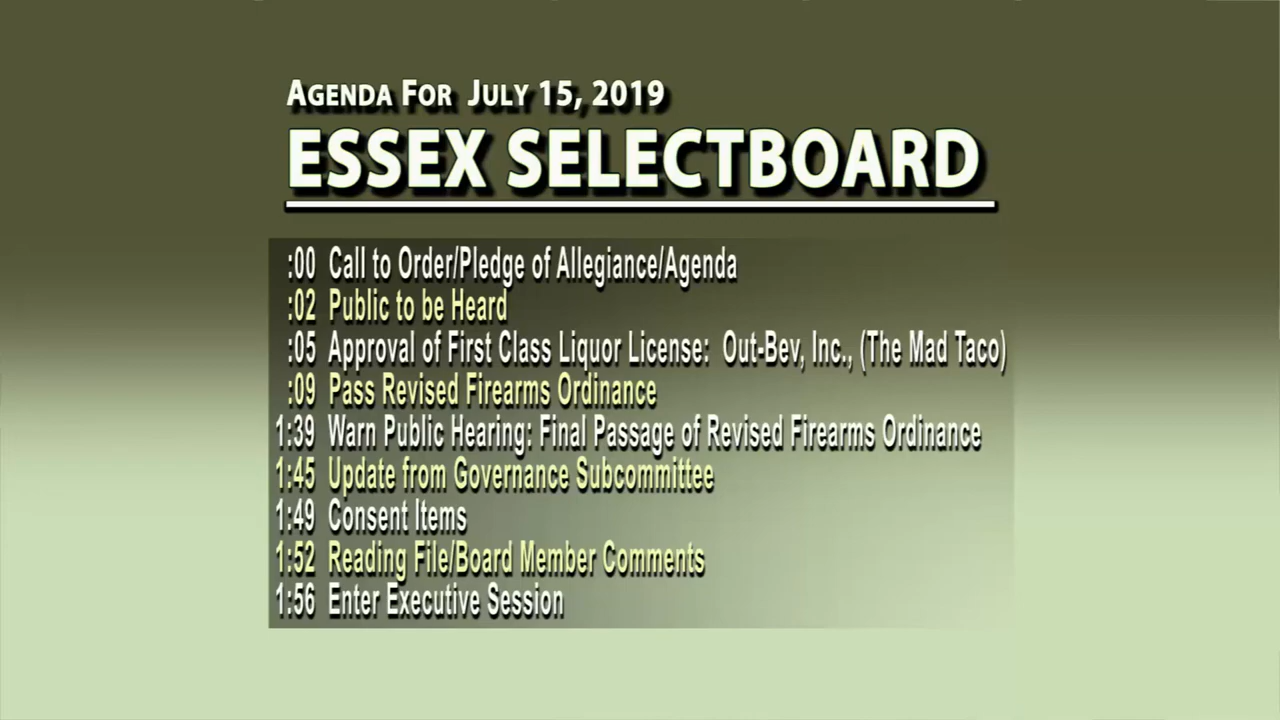 AGENDA FOR JULY 15, 2019
ESSEX SELECTBOARD
:00 Call to Order/Pledge of Allegiance/Agenda
:02 Public to be Heard
:05 Approval of First Class Liquor License: Out-Bev, Inc., (The Mad Taco)
:09 Pass Revised Firearms Ordinance
1:39 Warn Public Hearing: Final Passage of Revised Firearms Ordinance
1:45 Update from Governance Subcommittee
1:49 Consent Items
1:52 Reading File/Board Member Comments
1:56 Enter Executive Session